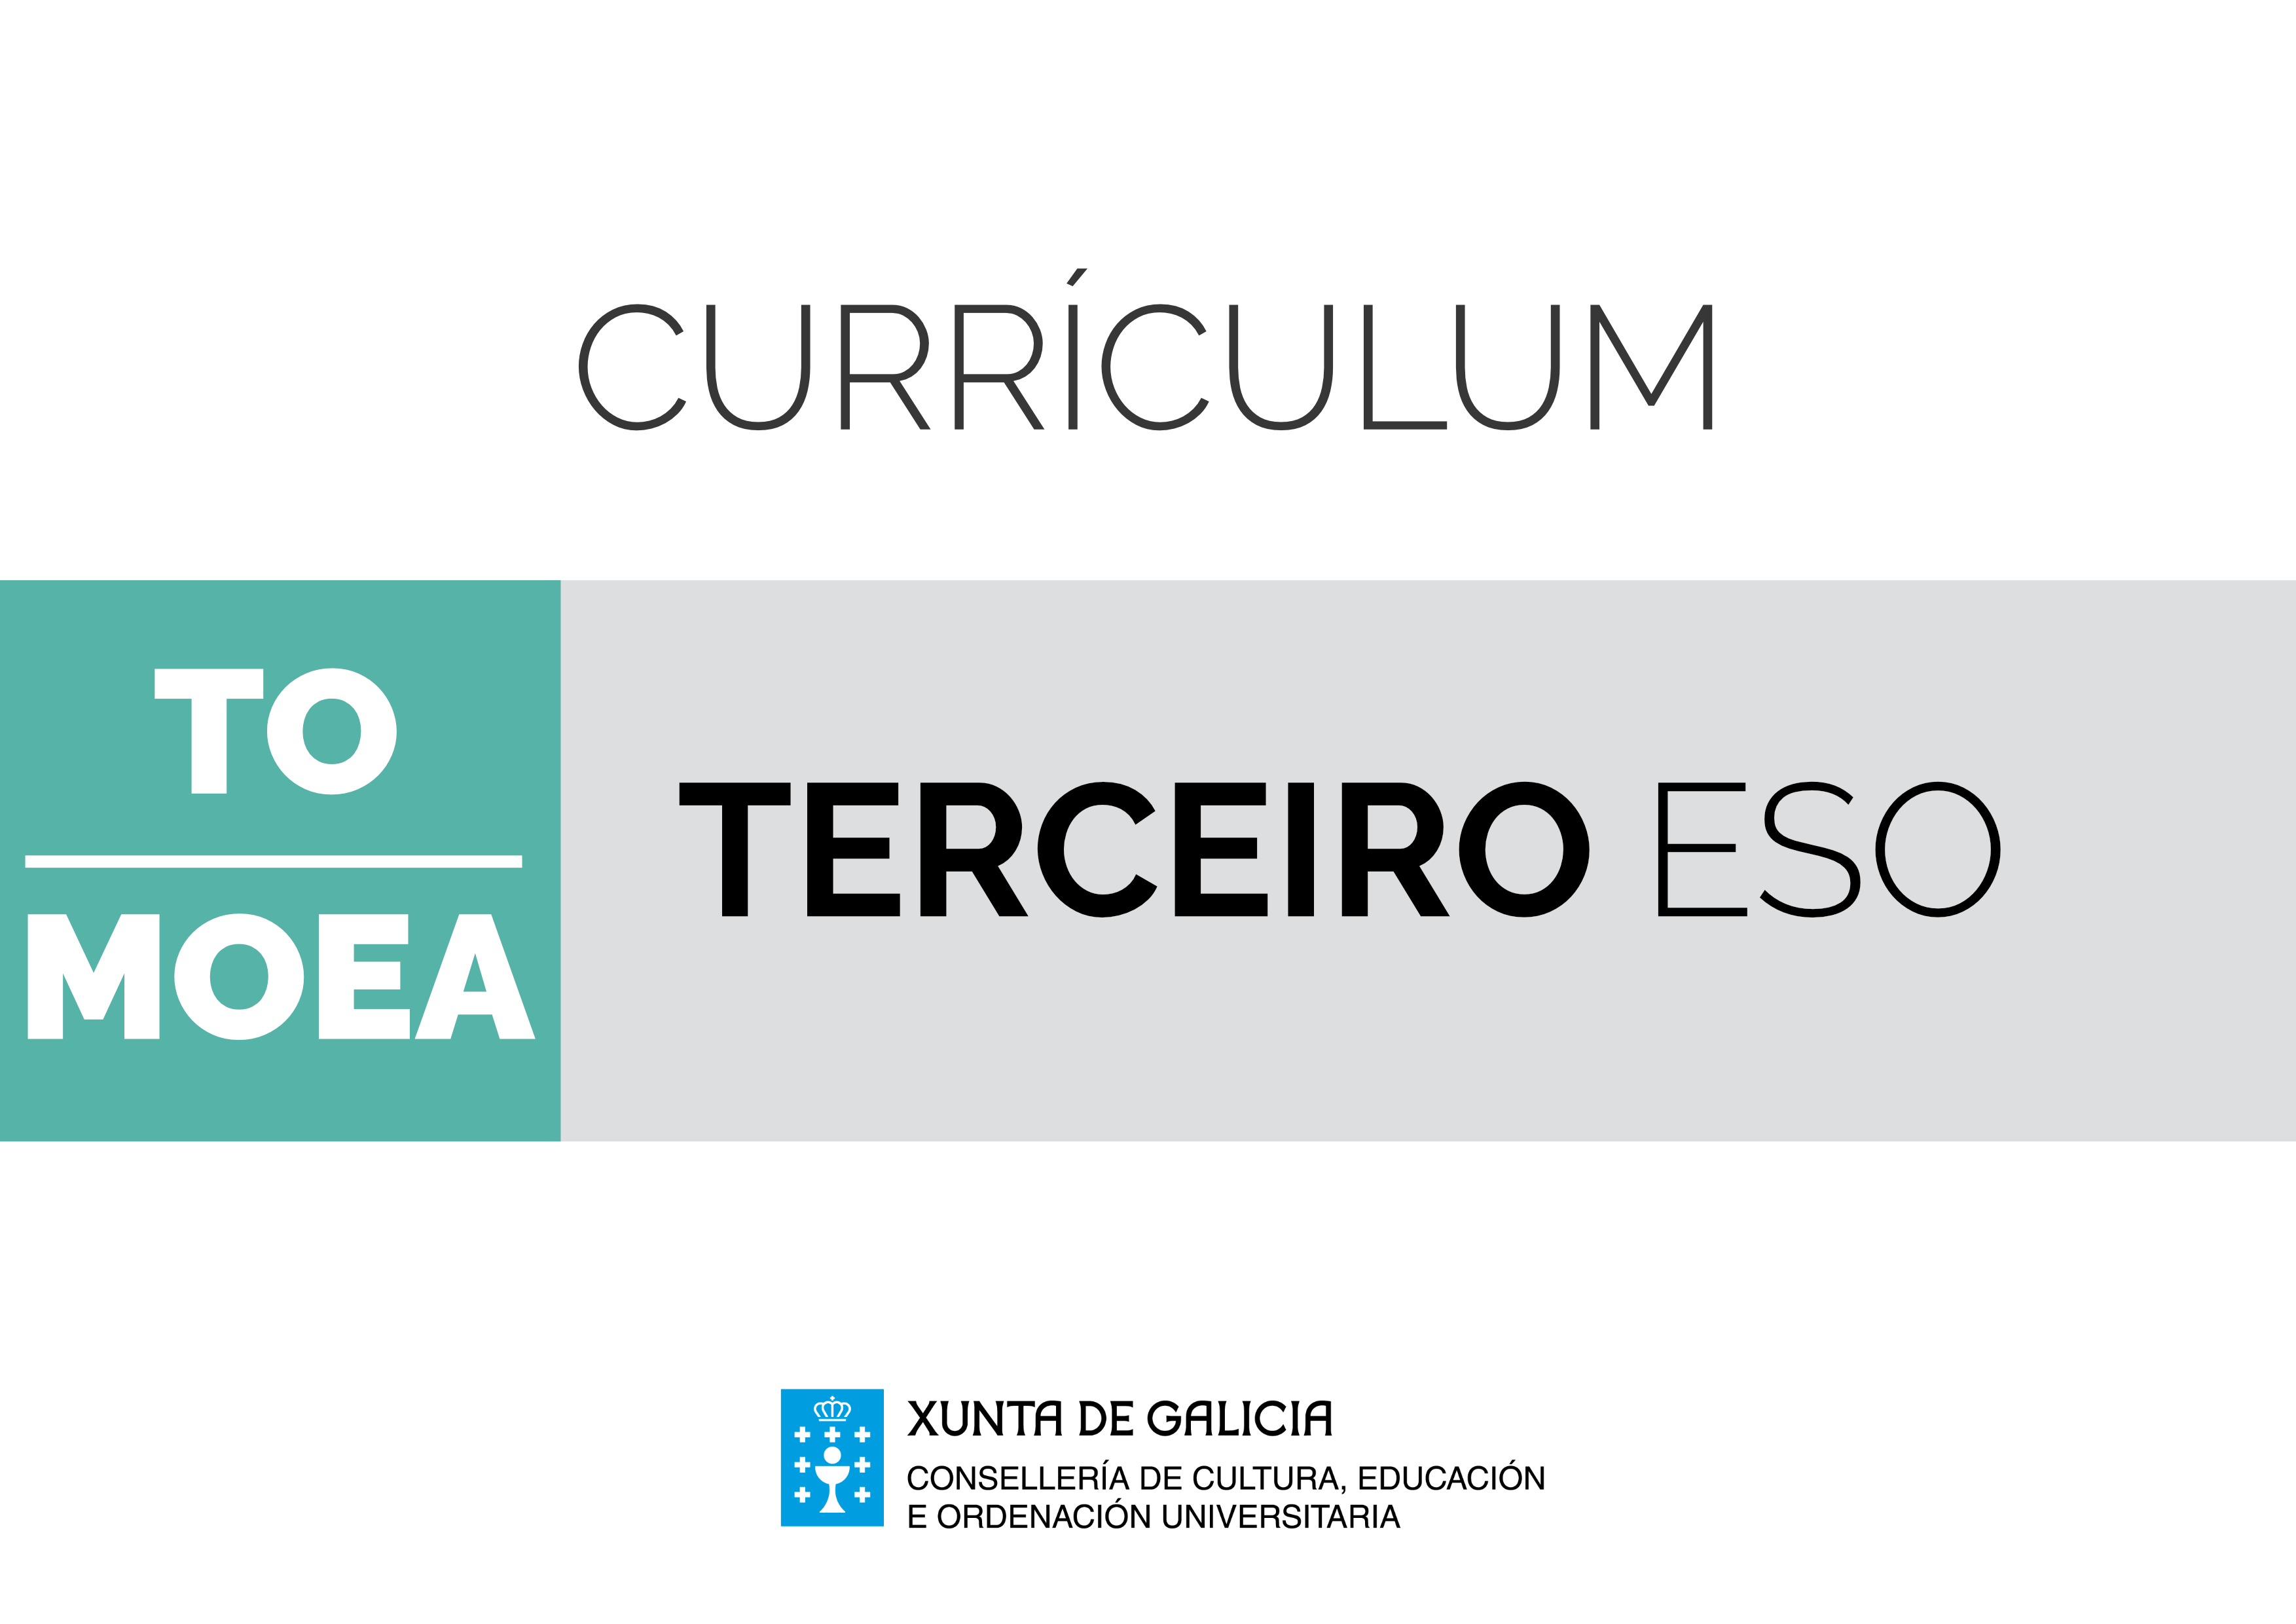 CURRÍCULUM
TO
MOEA
TERCEIRO ESO
XUNTA DE GALICIA
CONSELLERÍA DE CULTURA, EDUCACIÓN
E ORDENACIÓN UNIVERSITARIA